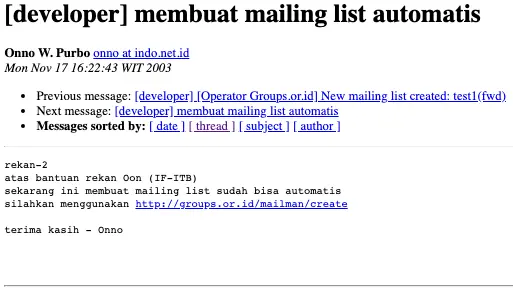 [developer] membuat mailing list automatis
Onno W. Purbo onno at indo.net.id
Mon Nov 17 16:22:43 WIT 2003
• Previous message: [developer] [Operator Groups.or.id] New mailing list created: test1(fwd)
• Next message: [developer] membuat mailing list automatis
• Messages sorted by: [ date ] [ thread ] [ subject ] [ author ]
rekan-2
atas bantuan rekan Oon (IF-ITB)
sekarang ini membuat mailing list sudah bisa automatis
silahkan menggunakan http://groups.or.id/mailman/create
terima kasih - Onno